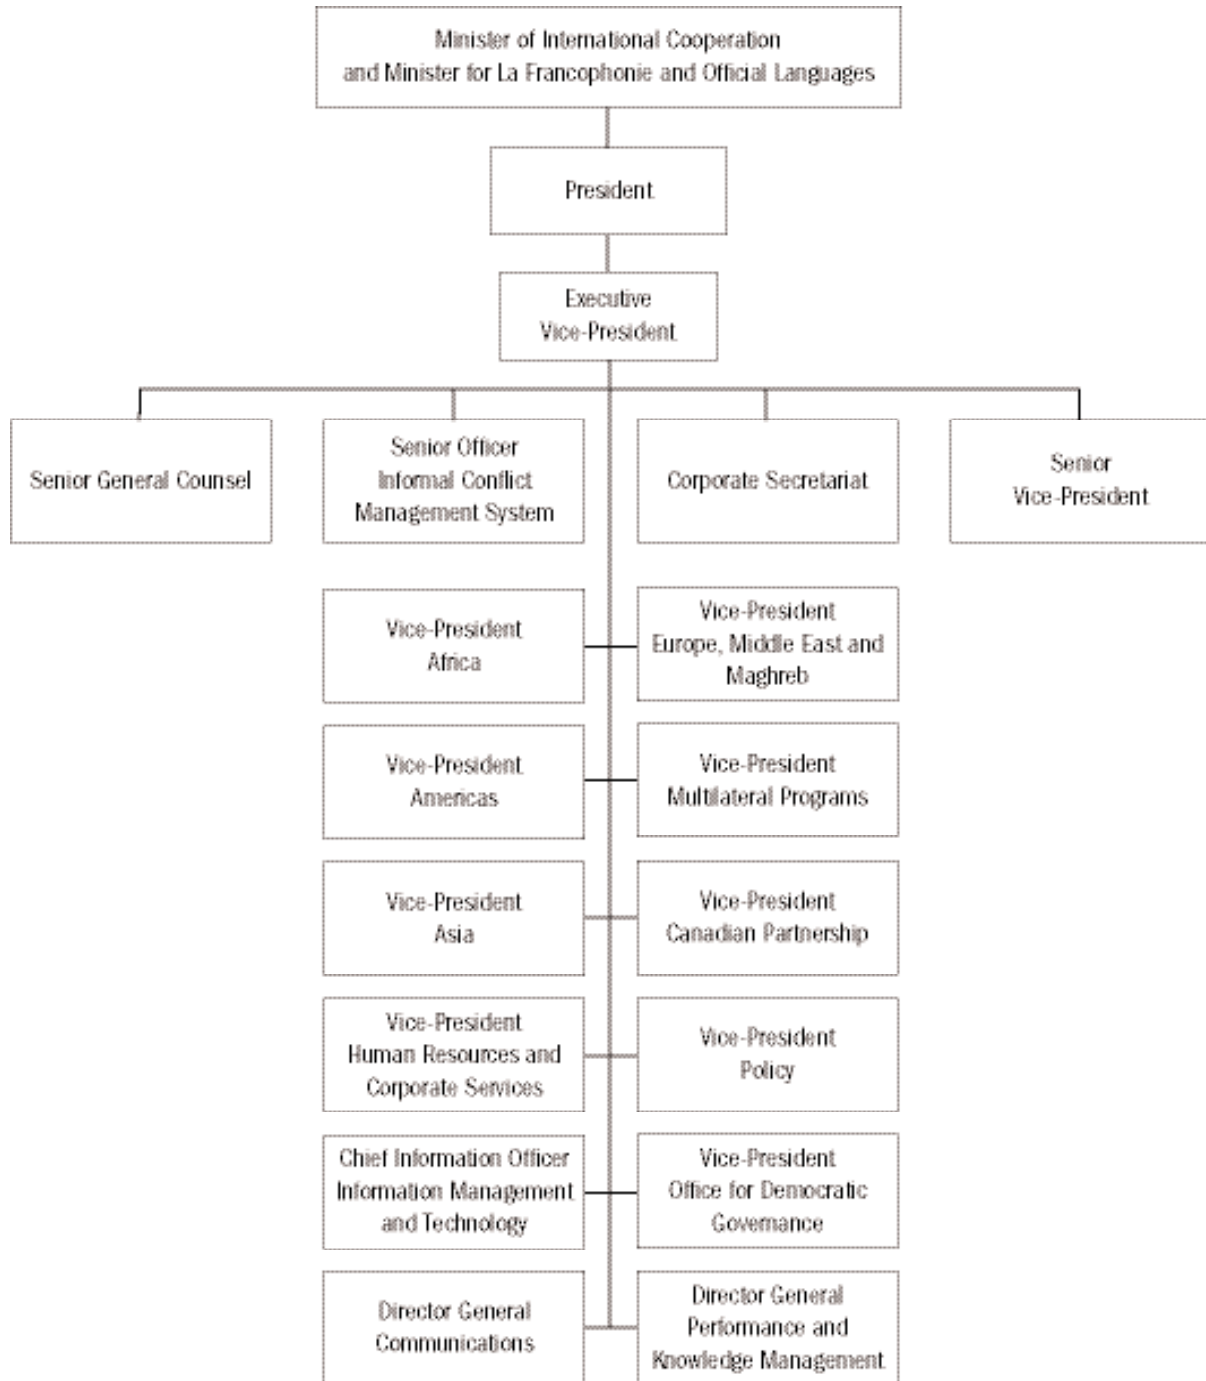 Minister of International Cooperation
and Minister for La Francophonie and Official Languages
President
Executive
Vice-President
Senior General Counsel
Senior Officer
Informal Conflict
Management System
Corporate Secretariat
Senior
Vice-President
Vice-President
Africa
Vice-President
Europe, Middle East and
Maghreb
Vice-President
Americas
Vice-President
Multilateral Programs
Vice-President
Asia
Vice-President
Canadian Partnership
Vice-President
Human Resources and
Corporate Services
Vice-President
Policy
Chief Information Officer
Information Management
and Technology
Vice-President
Office for Democratic
Governance
Director General
Communications
Director General
Performance and
Knowledge Management